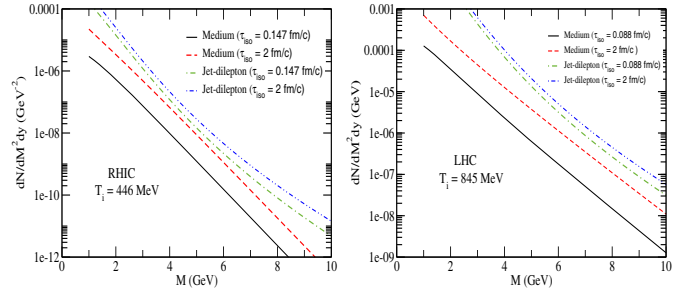 0.0001
1e-06
1e-08
1e-10
1e-12
dN/dM²dy (GeV⁻²)
Medium (τiso = 0.147 fm/c)
Medium (τiso = 2 fm/c)
Jet-dilepton (τiso = 0.147 fm/c)
Jet-dilepton (τiso = 2 fm/c)
RHIC
Ti = 446 MeV
0 2 4 6 8 10
M (GeV)
0.001
0.0001
1e-05
1e-06
1e-07
1e-08
1e-09
dN/dM²dy (GeV⁻²)
Medium (τiso = 0.088 fm/c)
Medium (τiso = 2 fm/c )
Jet-dilepton (τiso = 0.088 fm/c)
Jet-dilepton (τiso = 2 fm/c)
LHC
Ti = 845 MeV
0 2 4 6 8 10
M (GeV)